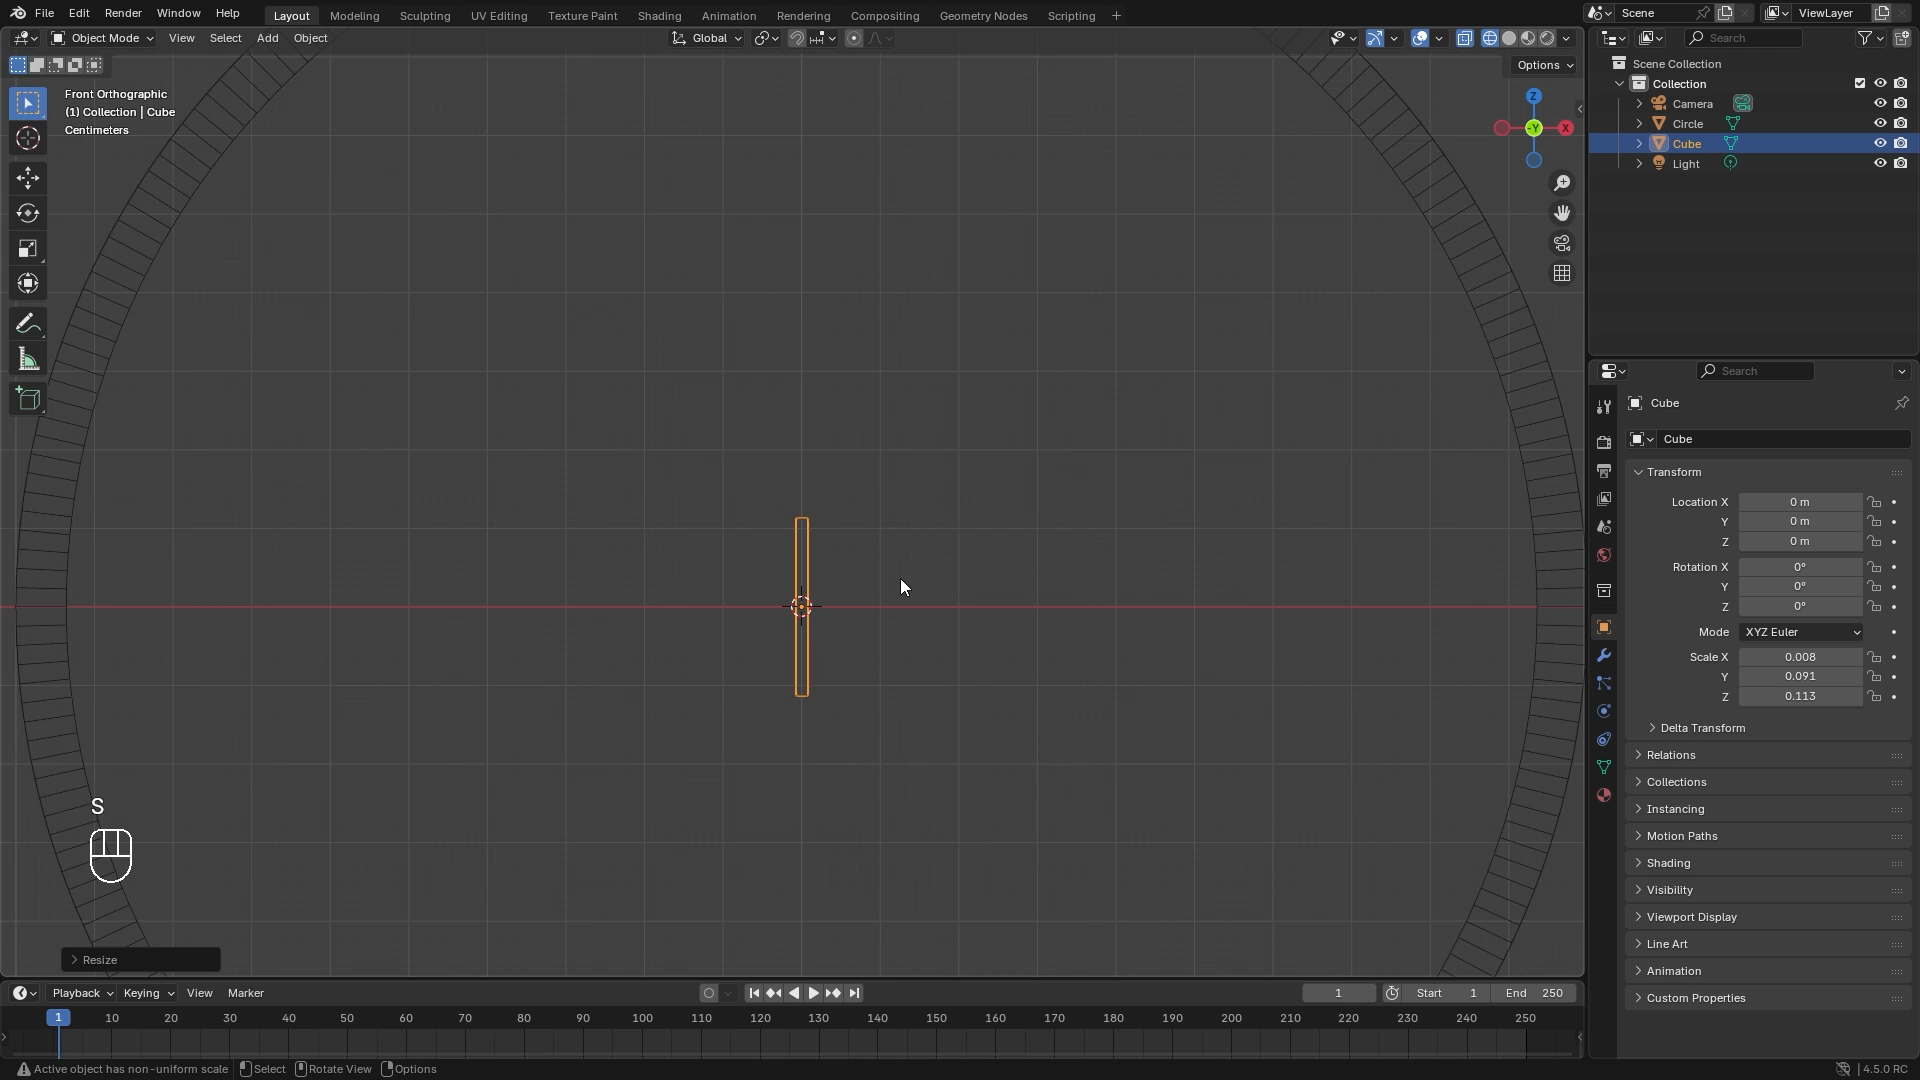 File Edit Render Window Help Layout Modeling Sculpting UV Editing Texture Paint Shading Animation Rendering Compositing Geometry Nodes Scripting + Scene ViewLayer
Object Mode View Select Add Object Global Search
Options
Front Orthographic
(1) Collection | Cube
Centimeters
Z
-Y
X
S
Resize
Scene Collection
Collection
Camera
Circle
Cube
Light
Search
Cube
Cube
Transform
Location X 0 m
Y 0 m
Z 0 m
Rotation X 0°
Y 0°
Z 0°
Mode XYZ Euler
Scale X 0.008
Y 0.091
Z 0.113
Delta Transform
Relations
Collections
Instancing
Motion Paths
Shading
Visibility
Viewport Display
Line Art
Animation
Custom Properties
Playback Keying View Marker 1 Start 1 End 250
1 10 20 30 40 50 60 70 80 90 100 110 120 130 140 150 160 170 180 190 200 210 220 230 240 250
Active object has non-uniform scale Select Rotate View Options 4.5.0 RC